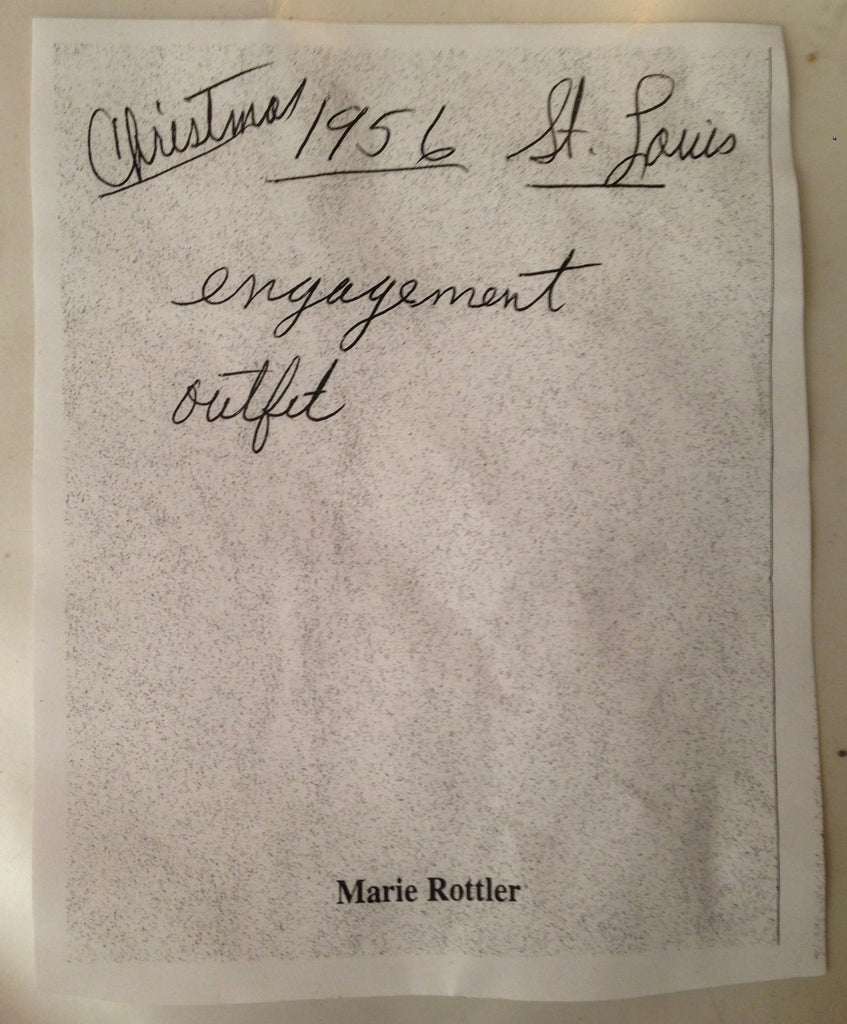 Christmas 1956 St. Louis
engagement
outfit
Marie Rottler